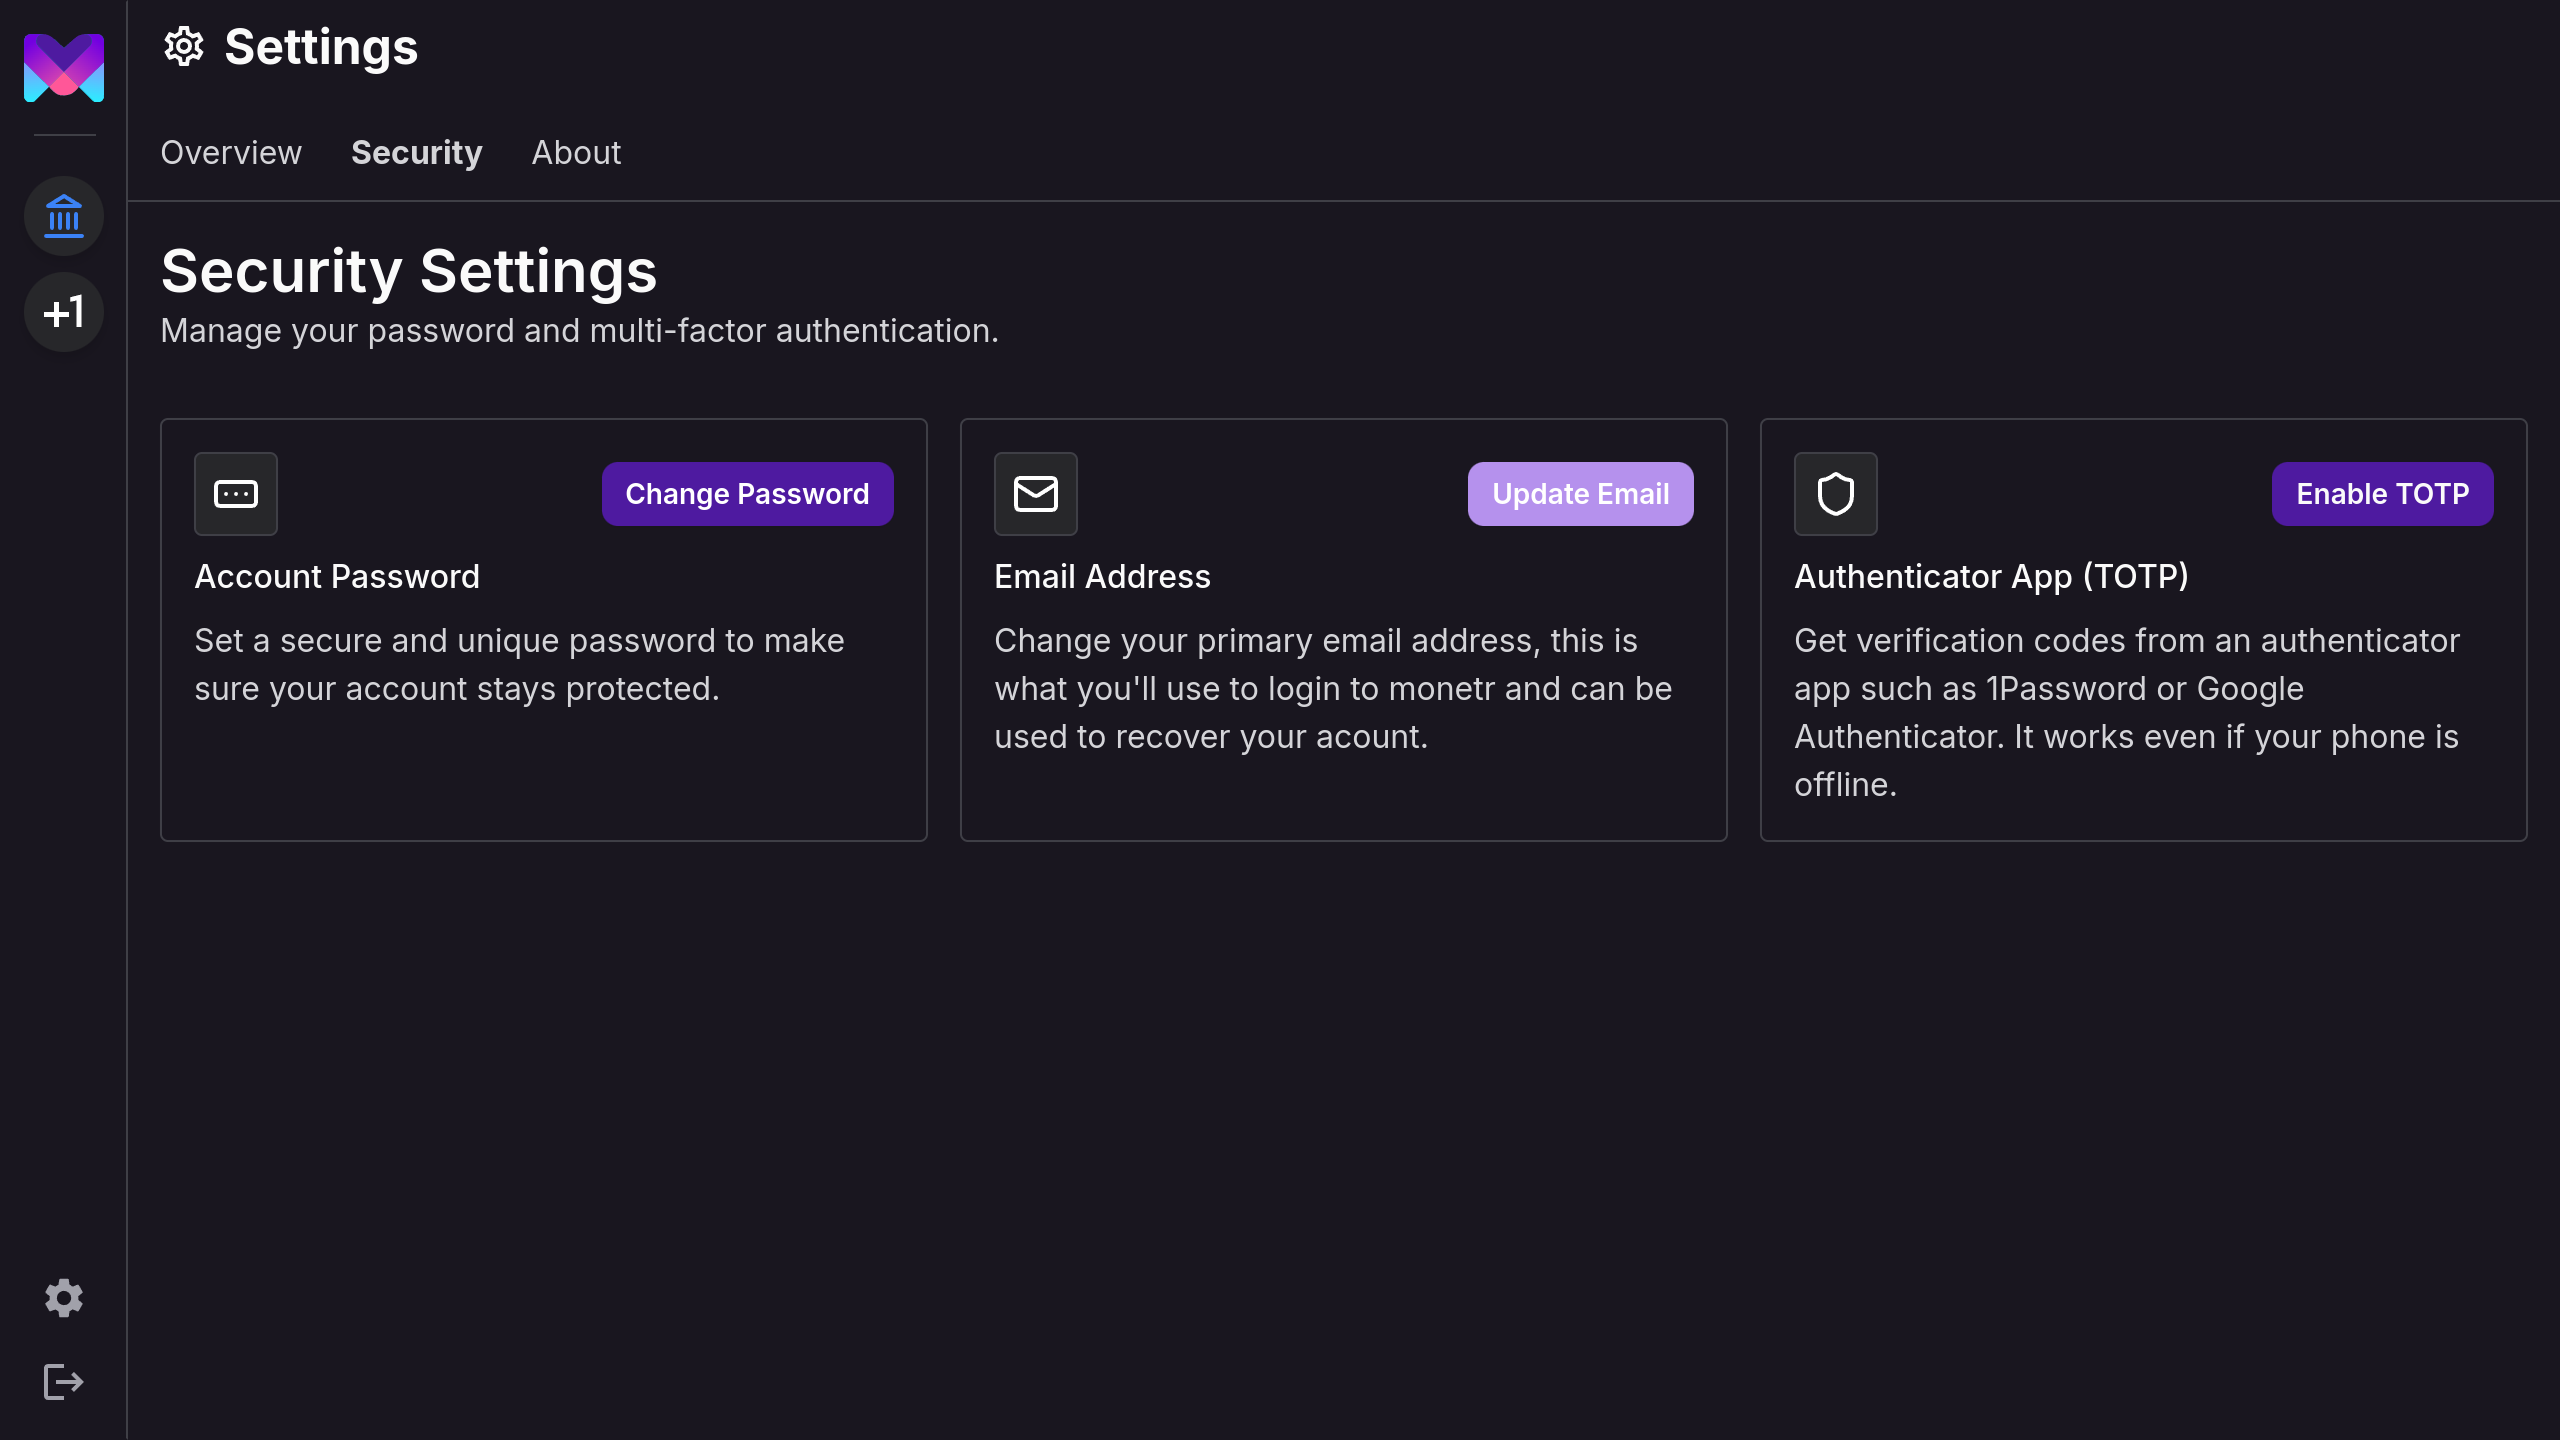 Settings
Overview
Security
About
+1
Security Settings
Manage your password and multi-factor authentication.
Change Password
Account Password
Set a secure and unique password to make
sure your account stays protected.
Update Email
Email Address
Change your primary email address, this is
what you'll use to login to monetr and can be
used to recover your acount.
Enable TOTP
Authenticator App (TOTP)
Get verification codes from an authenticator
app such as 1Password or Google
Authenticator. It works even if your phone is
offline.